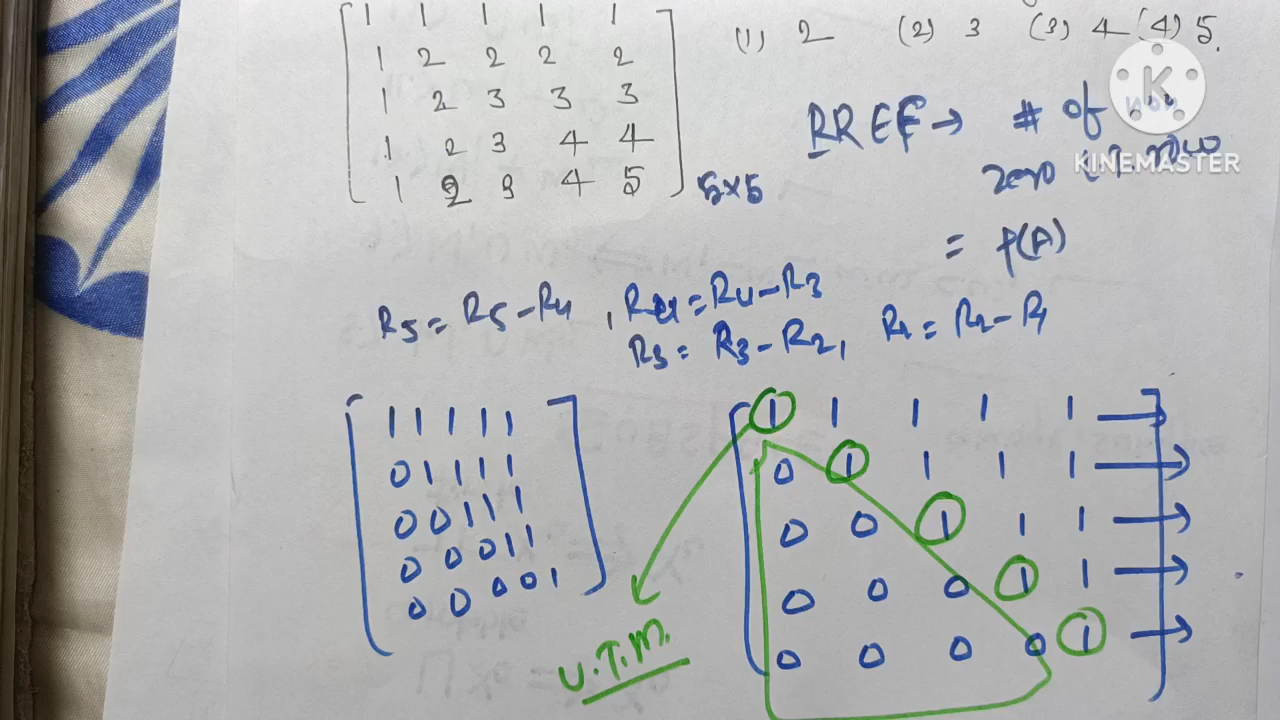 1 1 1 1 1
1 2 2 2 2
1 2 3 3 3
1 2 3 4 4
1 2 3 4 5
5×5
(1) 2 (2) 3 (3) 4 (4) 5.
RREF → # of non
zero
= ρ(A)
K
KINEMASTER
R5 = R5 - R4 , R4 = R4 - R3
R3 = R3 - R2, R2 = R2 - R1
1 1 1 1 1
0 1 1 1 1
0 0 1 1 1
0 0 0 1 1
0 0 0 0 1
1 1 1 1 1 →
0 1 1 1 1 →
0 0 1 1 1 →
0 0 0 1 1 →
0 0 0 0 1 →
U.T.M.